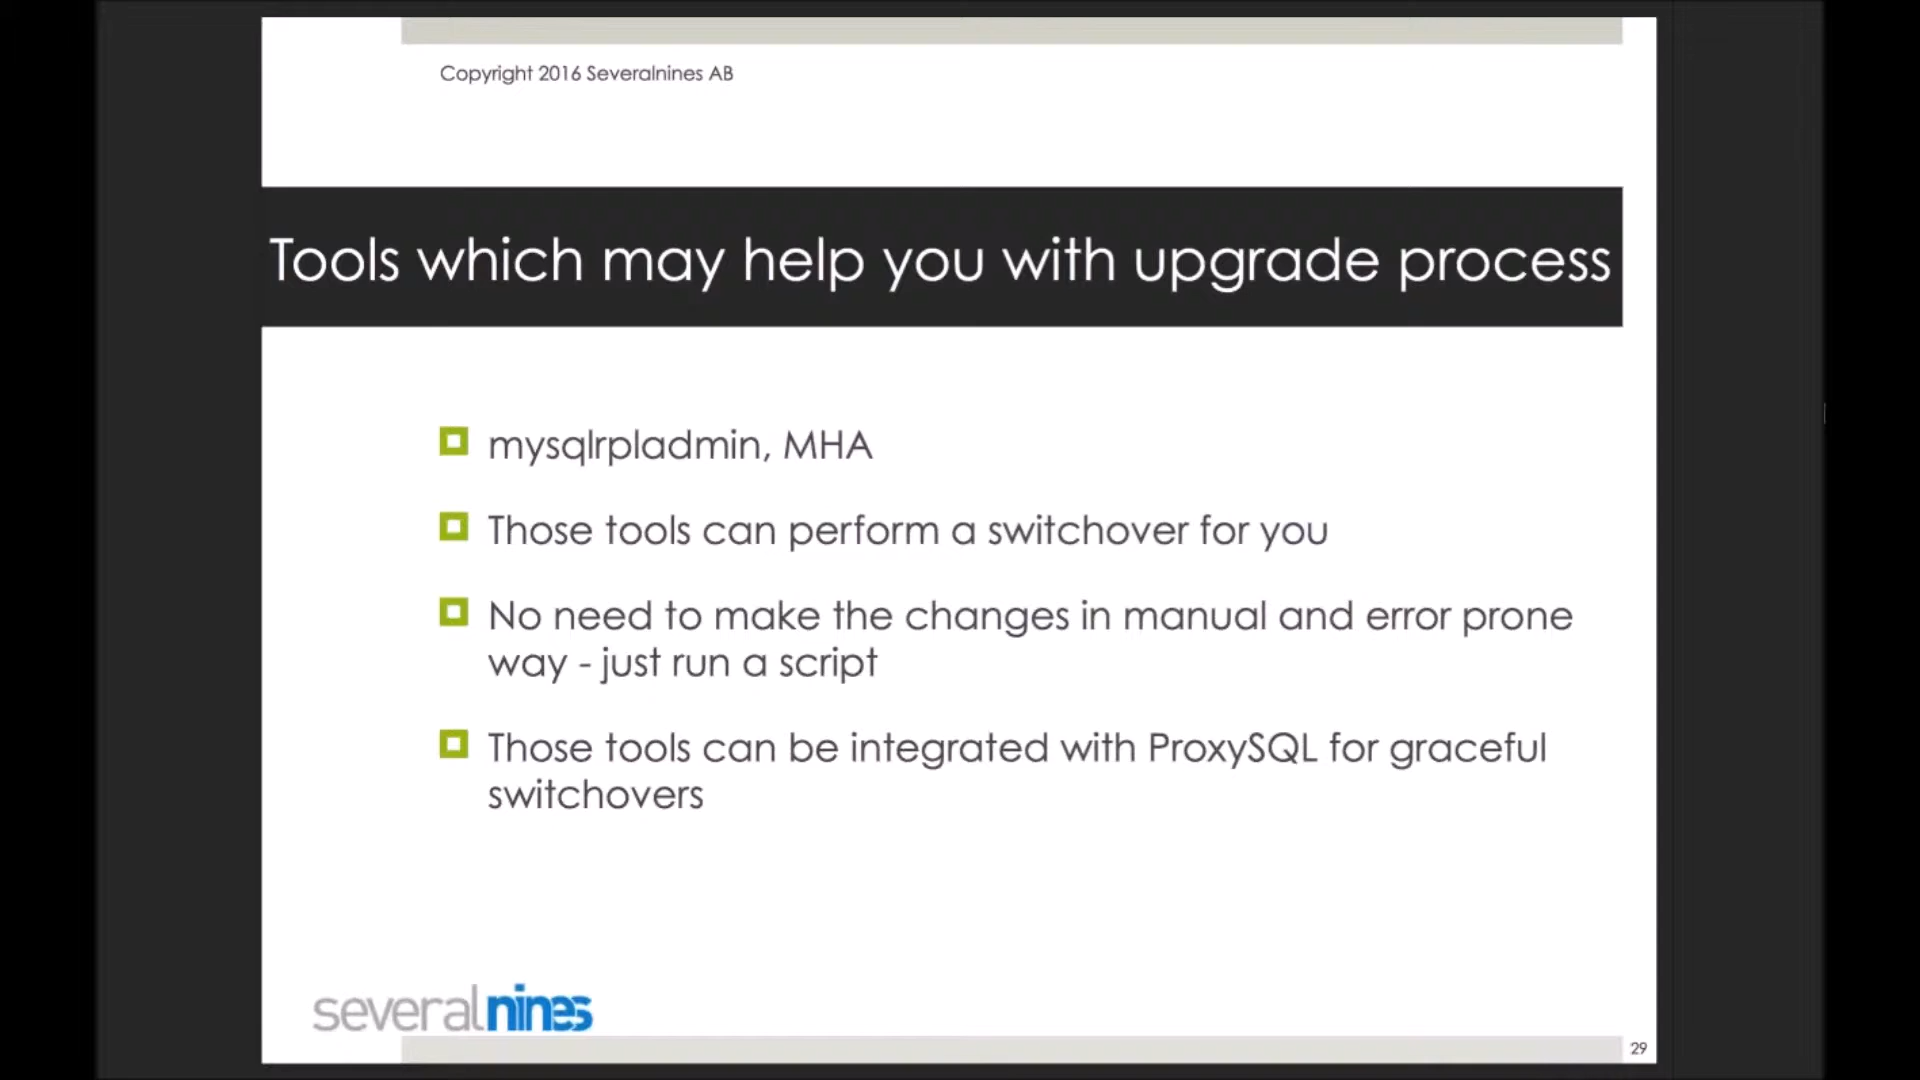 Copyright 2016 Severalnines AB
Tools which may help you with upgrade process
mysqlrpladmin, MHA
Those tools can perform a switchover for you
No need to make the changes in manual and error prone
way - just run a script
Those tools can be integrated with ProxySQL for graceful
switchovers
severalnines
29